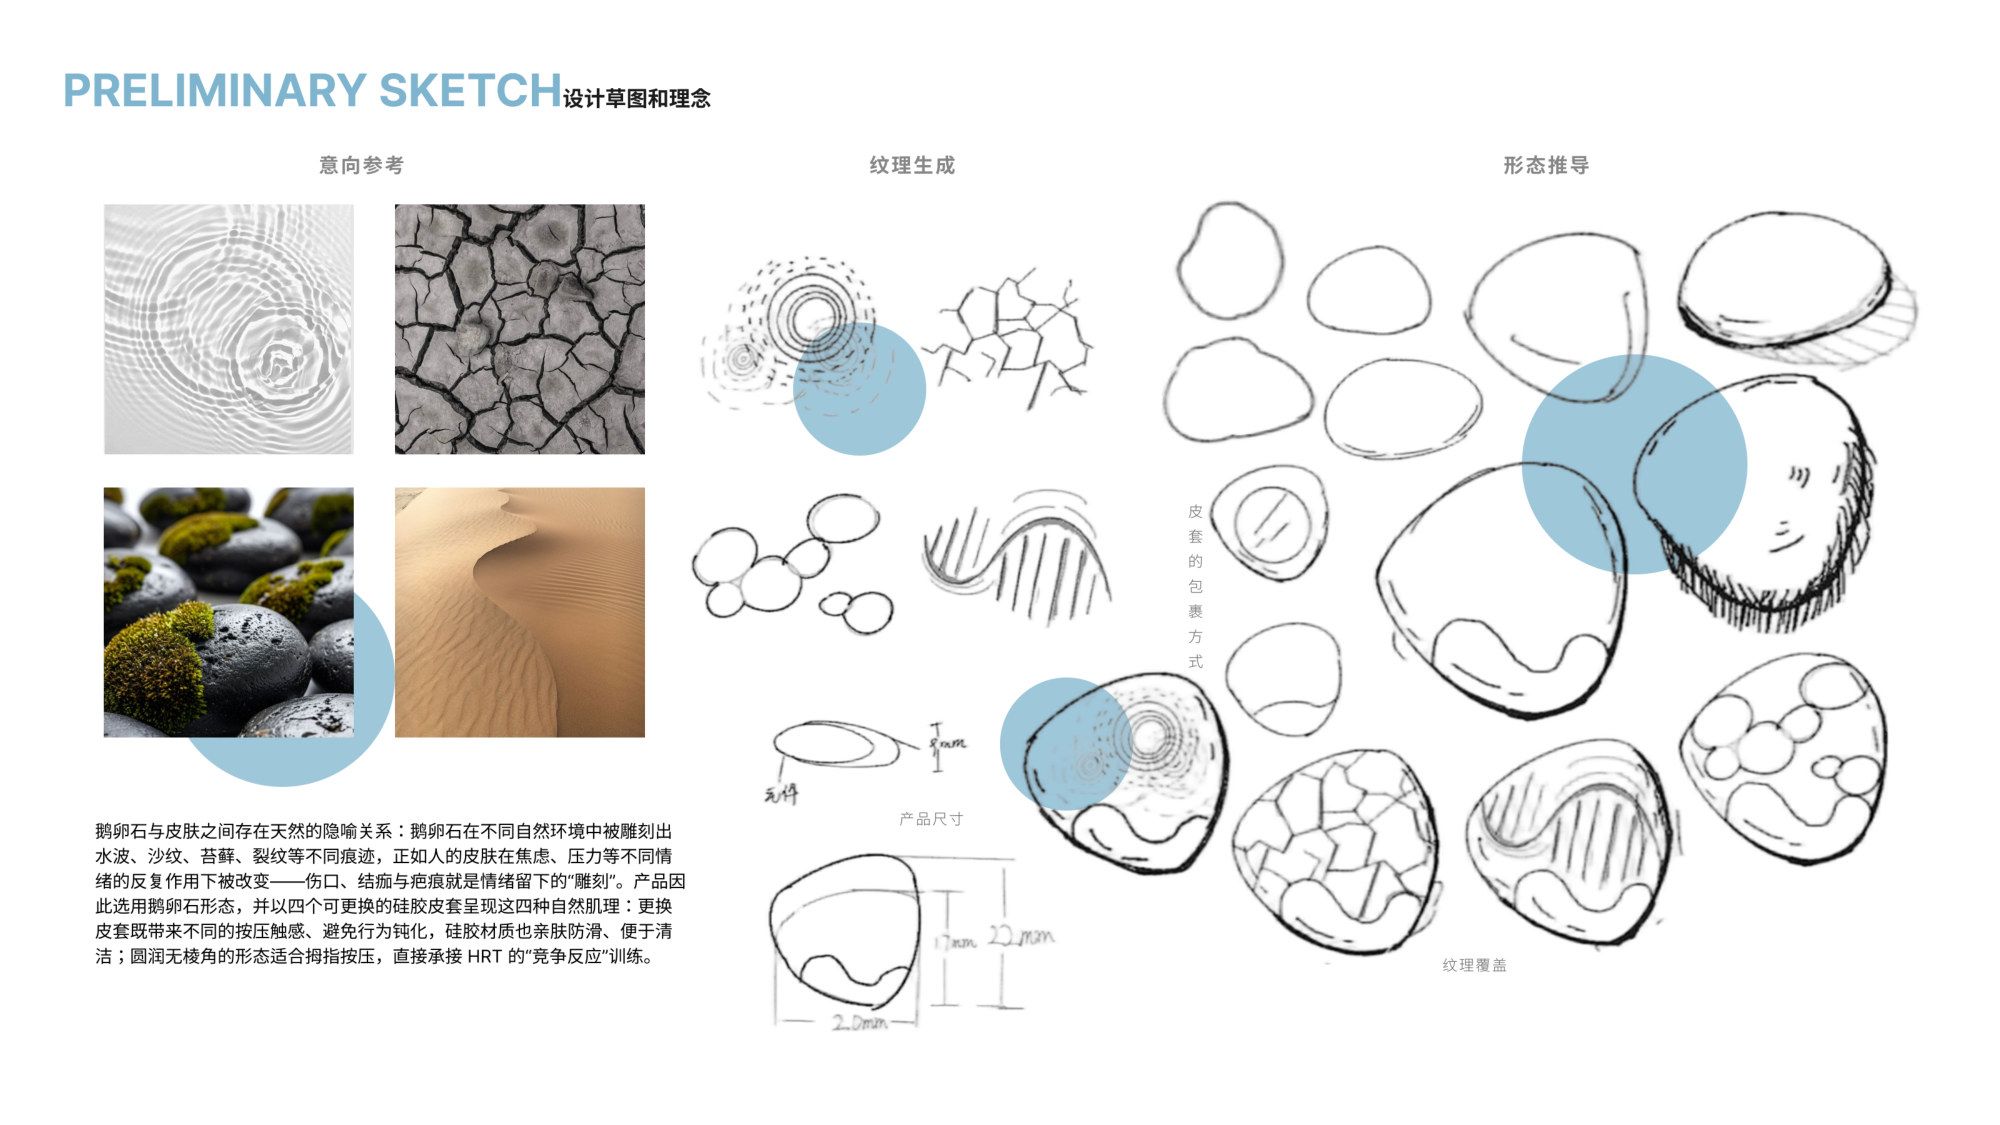 PRELIMINARY SKETCH设计草图和理念
意向参考
纹理生成
形态推导
皮套的包裹方式
8mm
元件
产品尺寸
17mm
22mm
20mm
纹理覆盖
鹅卵石与皮肤之间存在天然的隐喻关系：鹅卵石在不同自然环境中被雕刻出
水波、沙纹、苔藓、裂纹等不同痕迹，正如人的皮肤在焦虑、压力等不同情
绪的反复作用下被改变——伤口、结痂与疤痕就是情绪留下的“雕刻”。产品因
此选用鹅卵石形态，并以四个可更换的硅胶皮套呈现这四种自然肌理：更换
皮套既带来不同的按压触感、避免行为钝化，硅胶材质也亲肤防滑、便于清
洁；圆润无棱角的形态适合拇指按压，直接承接 HRT 的“竞争反应”训练。